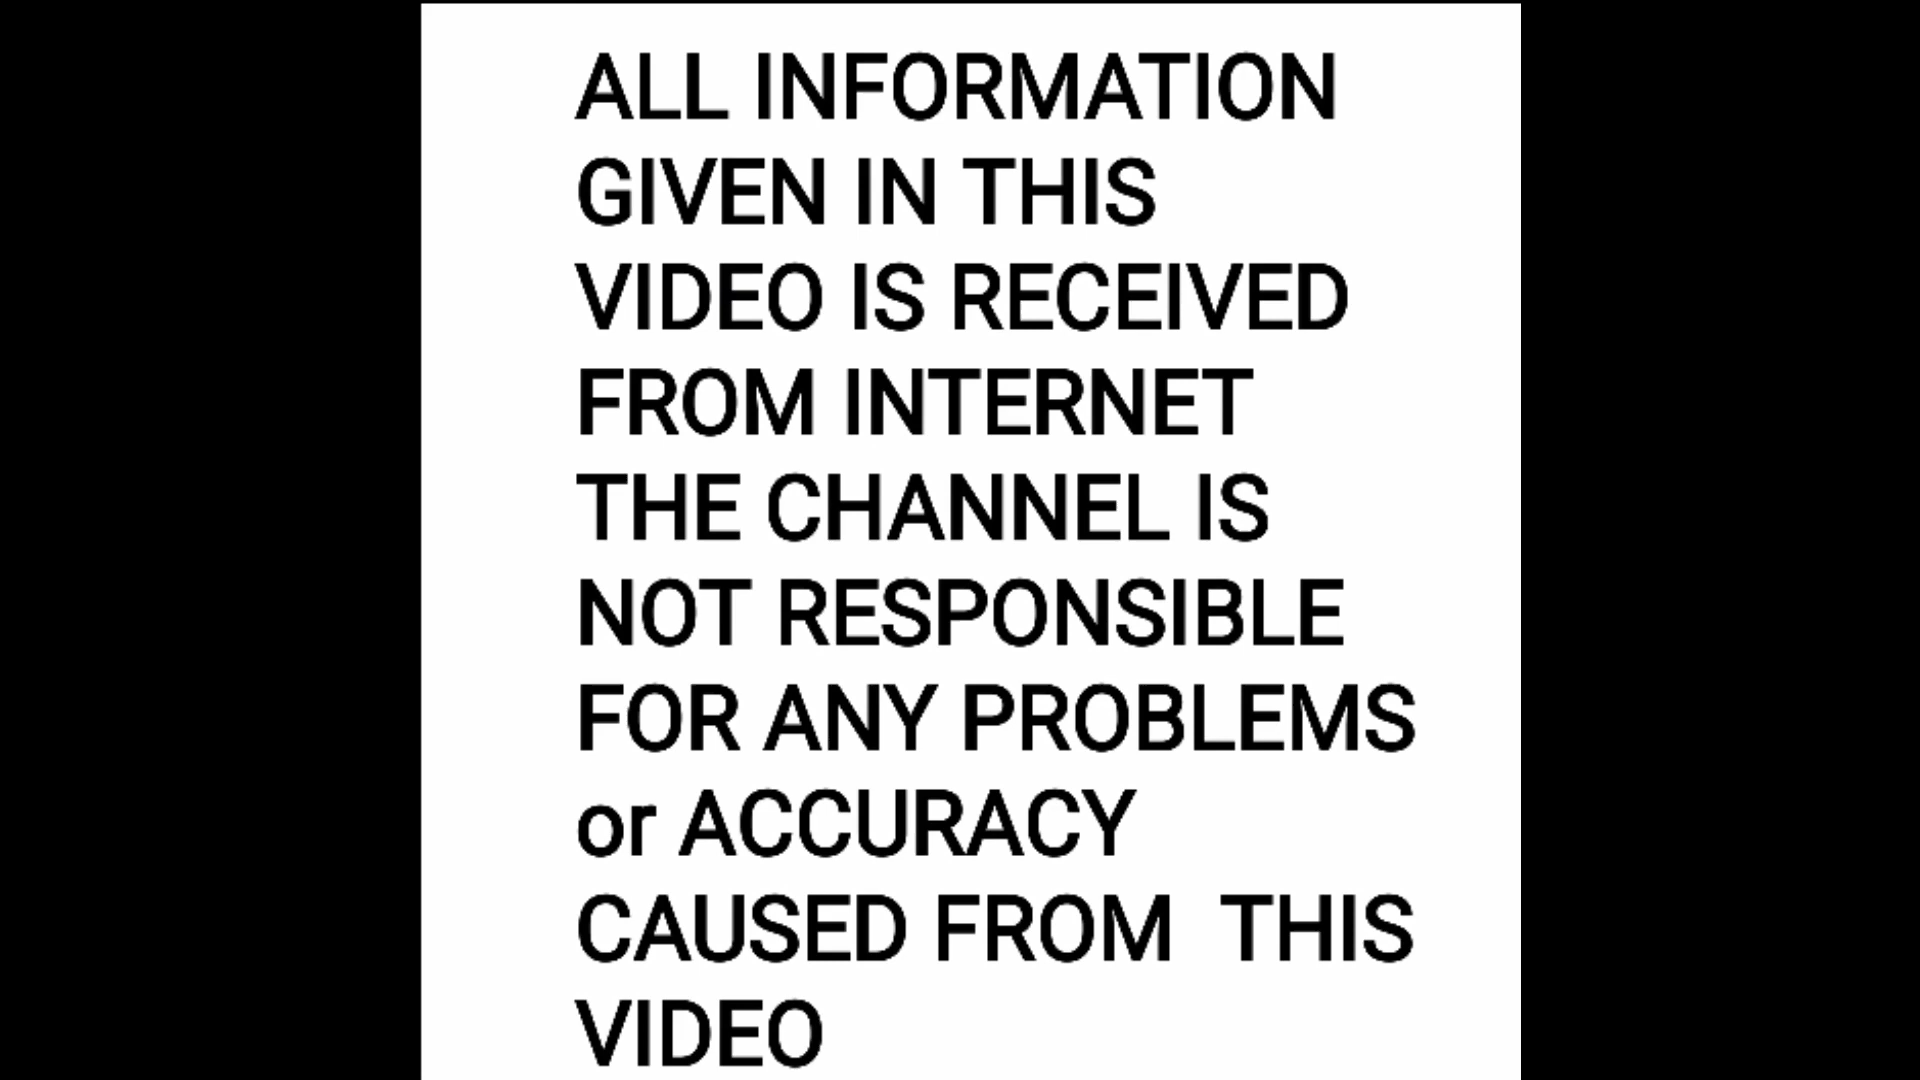 ALL INFORMATION
GIVEN IN THIS
VIDEO IS RECEIVED
FROM INTERNET
THE CHANNEL IS
NOT RESPONSIBLE
FOR ANY PROBLEMS
or ACCURACY
CAUSED FROM  THIS
VIDEO